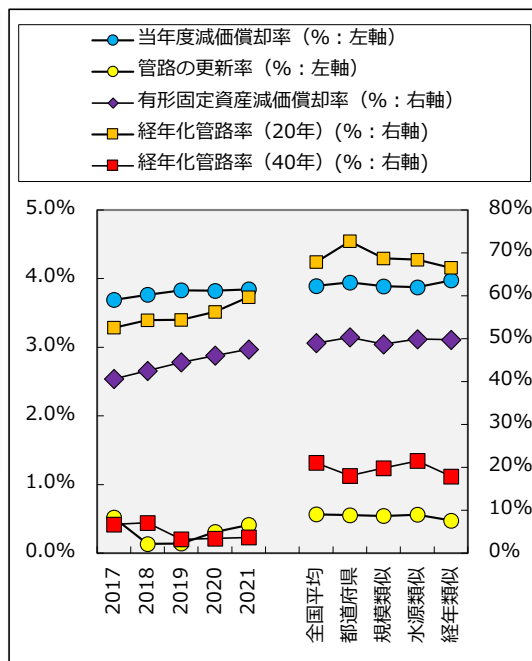 当年度減価償却率（%：左軸）
管路の更新率（%：左軸）
有形固定資産減価償却率（%：右軸）
経年化管路率（20年）(%：右軸)
経年化管路率（40年）(%：右軸)
5.0% 80%
70%
4.0% 60%
3.0% 50%
40%
2.0% 30%
1.0% 20%
10%
0.0% 0%
2017 2018 2019 2020 2021 全国平均 都道府県 規模類似 水源類似 経年類似